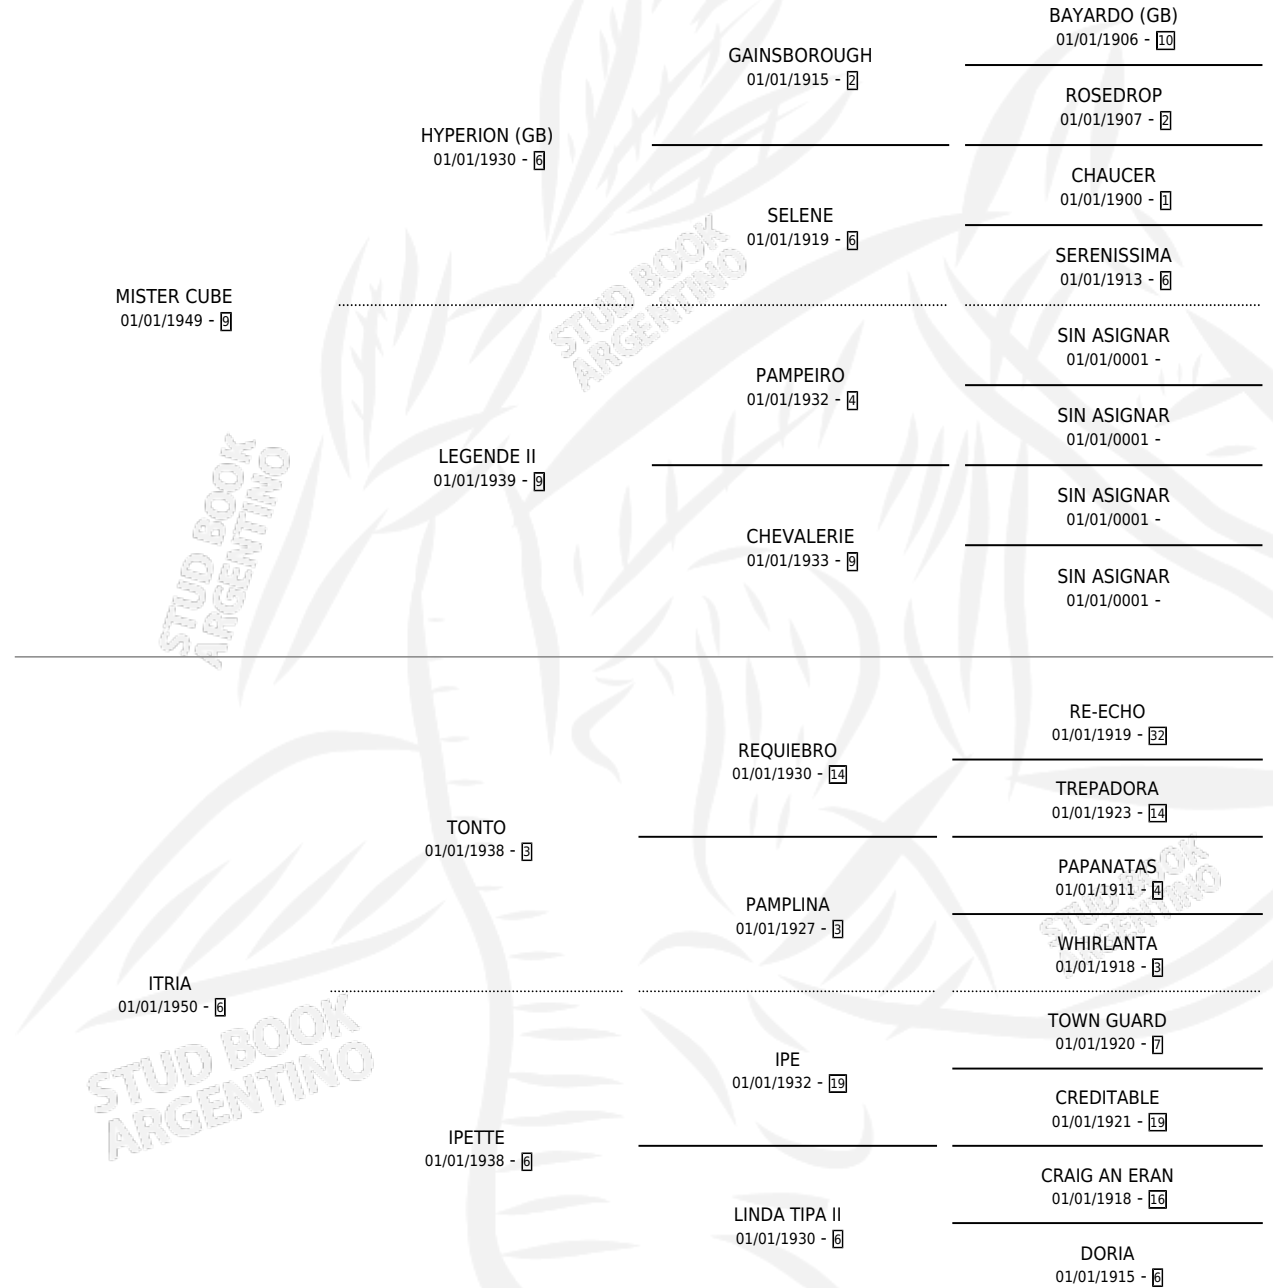 BAYARDO (GB)
01/01/1906 - 10
GAINSBOROUGH
01/01/1915 - 2
ROSEDROP
01/01/1907 - 2
HYPERION (GB)
01/01/1930 - 6
CHAUCER
01/01/1900 - 1
SELENE
01/01/1919 - 6
SERENISSIMA
01/01/1913 - 6
MISTER CUBE
01/01/1949 - 9
SIN ASIGNAR
01/01/0001 -
PAMPEIRO
01/01/1932 - 4
SIN ASIGNAR
01/01/0001 -
LEGENDE II
01/01/1939 - 9
SIN ASIGNAR
01/01/0001 -
CHEVALERIE
01/01/1933 - 9
SIN ASIGNAR
01/01/0001 -
RE-ECHO
01/01/1919 - 32
REQUIEBRO
01/01/1930 - 14
TREPADORA
01/01/1923 - 14
TONTO
01/01/1938 - 3
PAPANATAS
01/01/1911 - 4
PAMPLINA
01/01/1927 - 3
WHIRLANTA
01/01/1918 - 3
ITRIA
01/01/1950 - 6
TOWN GUARD
01/01/1920 - 7
IPE
01/01/1932 - 19
CREDITABLE
01/01/1921 - 19
IPETTE
01/01/1938 - 6
CRAIG AN ERAN
01/01/1918 - 16
LINDA TIPA II
01/01/1930 - 6
DORIA
01/01/1915 - 6
STUD BOOK
ARGENTINO
STUD BOOK
ARGENTINO
STUD BOOK
ARGENTINO
STUD BOOK
ARGENTINO